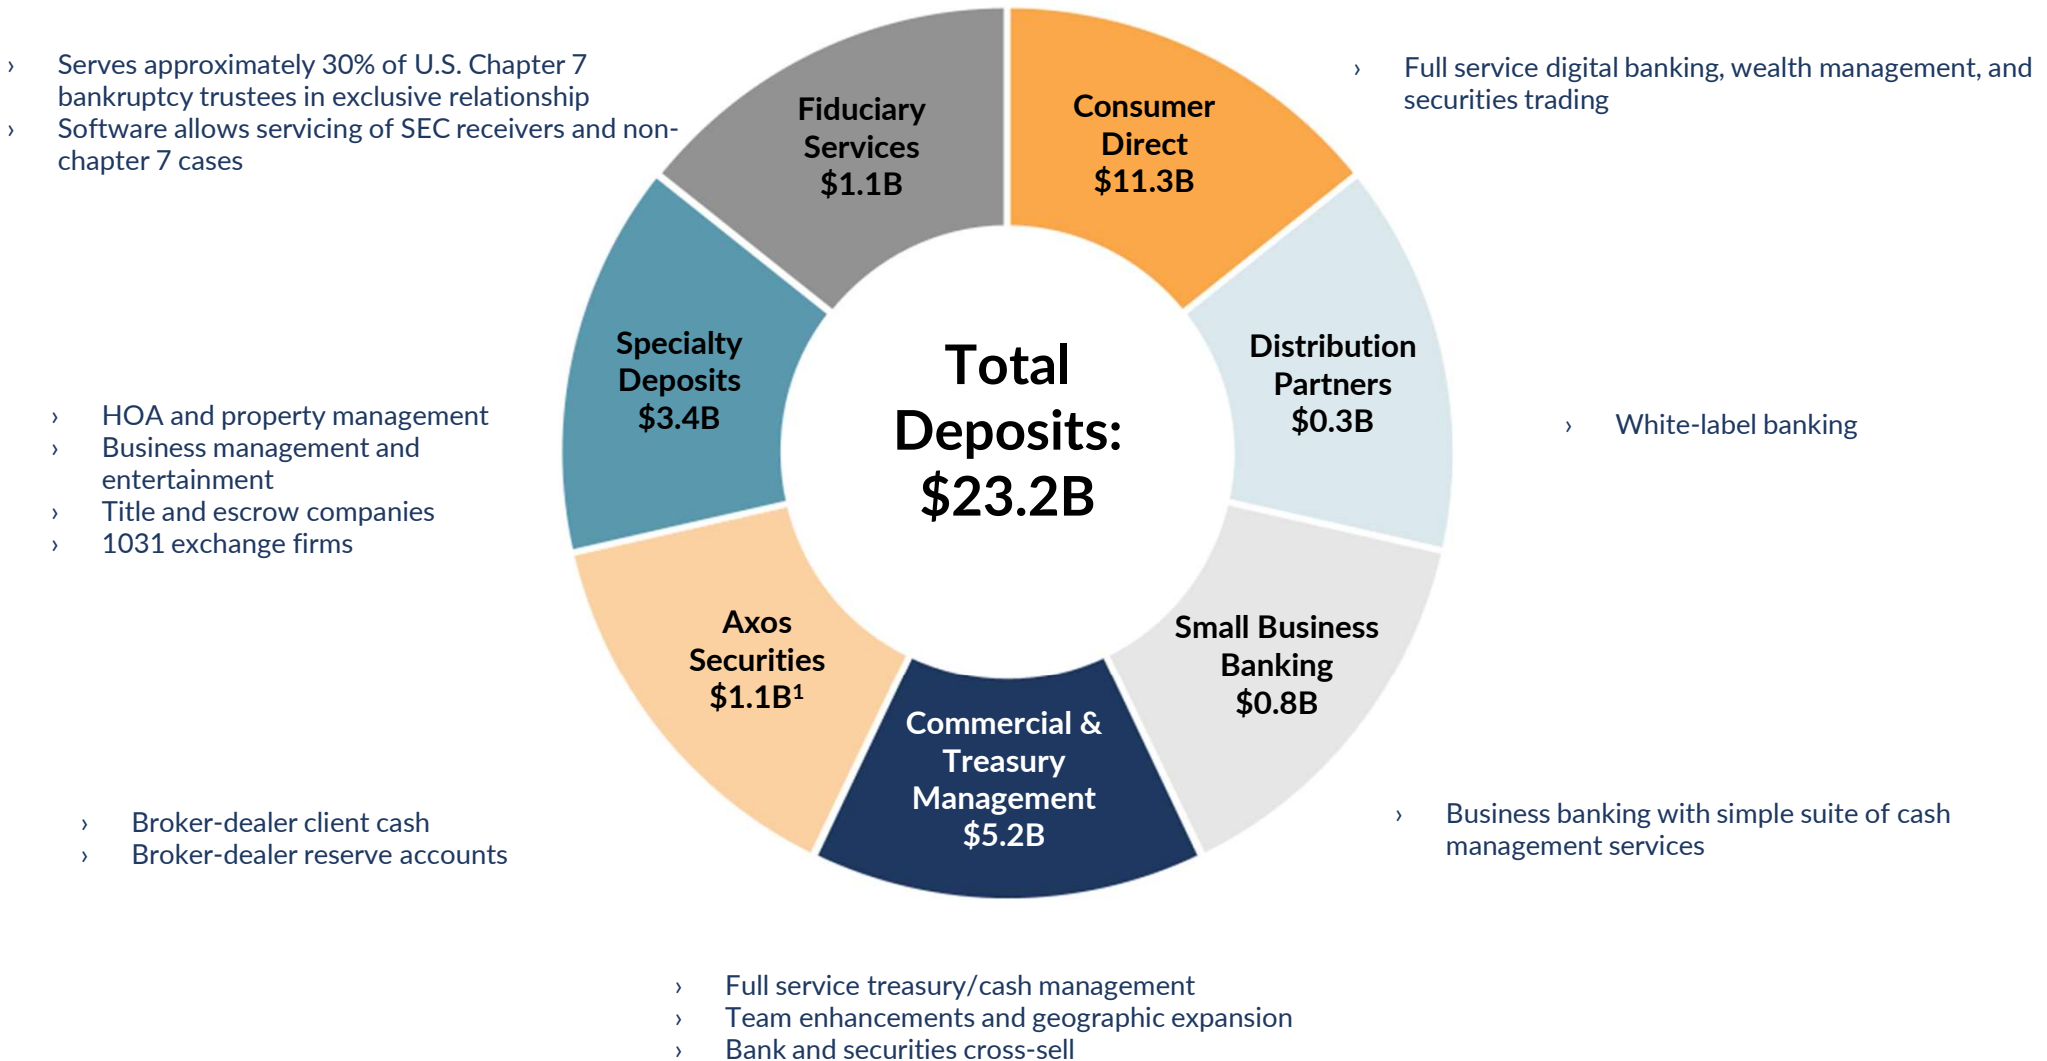 › Serves approximately 30% of U.S. Chapter 7
bankruptcy trustees in exclusive relationship
› Software allows servicing of SEC receivers and non-
chapter 7 cases
Fiduciary
Services
$1.1B
Consumer
Direct
$11.3B
› Full service digital banking, wealth management, and
securities trading
Specialty
Deposits
$3.4B
› HOA and property management
› Business management and
entertainment
› Title and escrow companies
› 1031 exchange firms
Total
Deposits:
$23.2B
Distribution
Partners
$0.3B
› White-label banking
Axos
Securities
$1.1B¹
› Broker-dealer client cash
› Broker-dealer reserve accounts
Commercial &
Treasury
Management
$5.2B
Small Business
Banking
$0.8B
› Business banking with simple suite of cash
management services
› Full service treasury/cash management
› Team enhancements and geographic expansion
› Bank and securities cross-sell